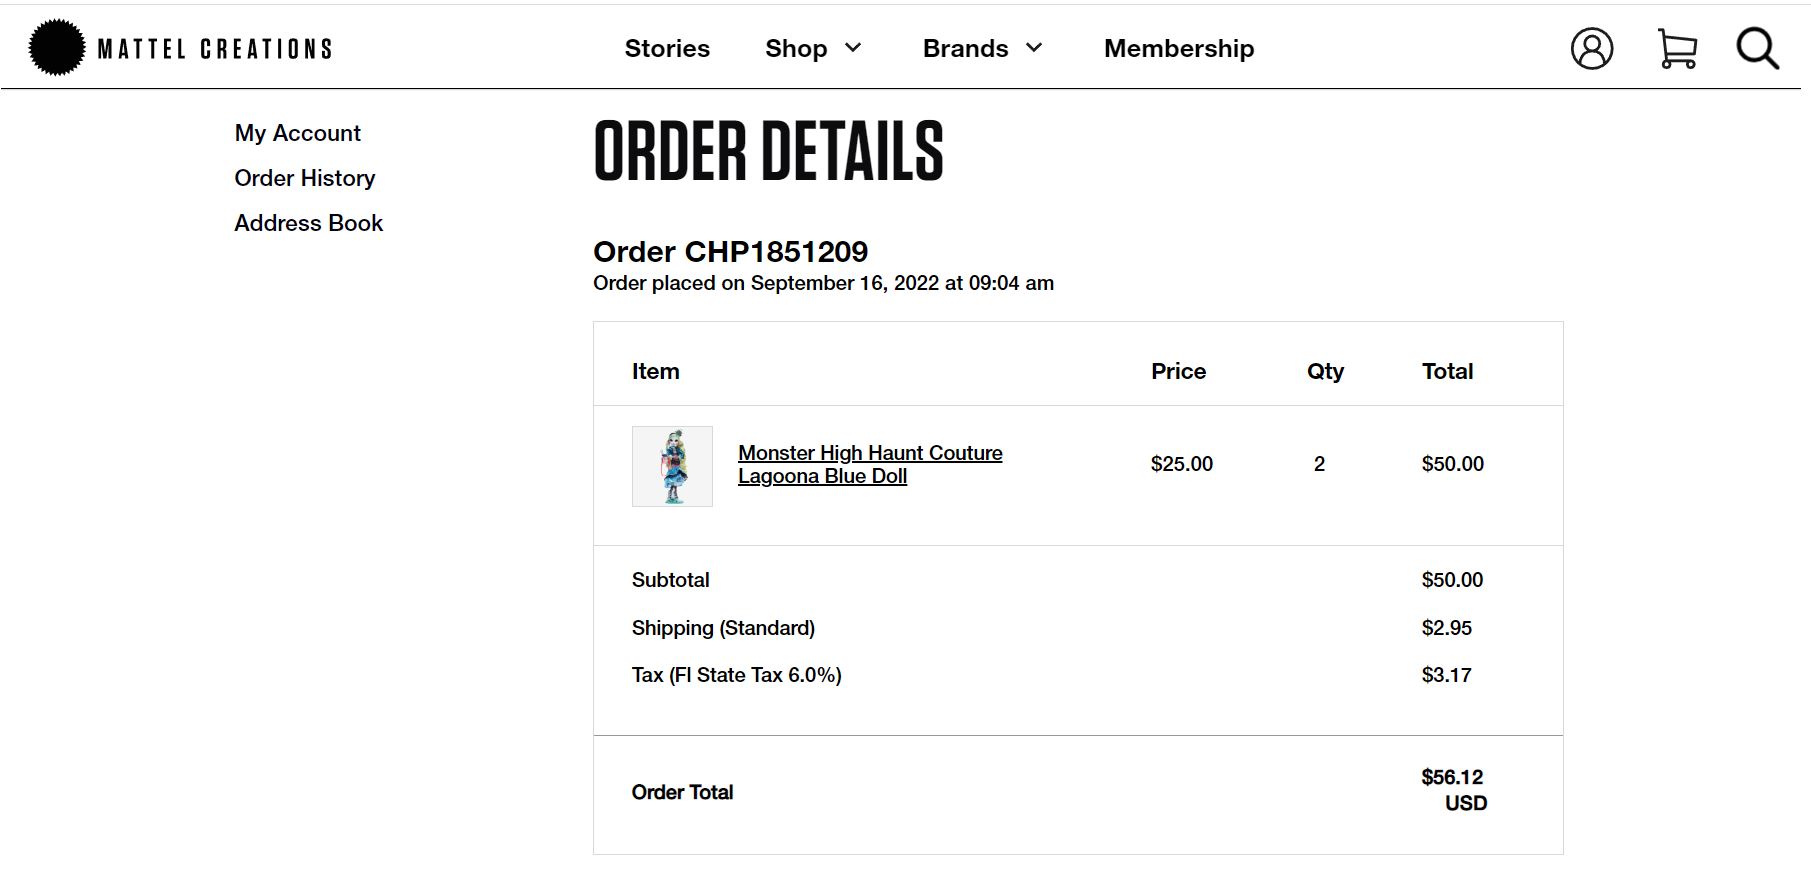 MATTEL CREATIONS
Stories Shop Brands Membership
My Account
Order History
Address Book
ORDER DETAILS
Order CHP1851209
Order placed on September 16, 2022 at 09:04 am
Item Price Qty Total
Monster High Haunt Couture
Lagoona Blue Doll
$25.00 2 $50.00
Subtotal $50.00
Shipping (Standard) $2.95
Tax (Fl State Tax 6.0%) $3.17
Order Total $56.12
USD